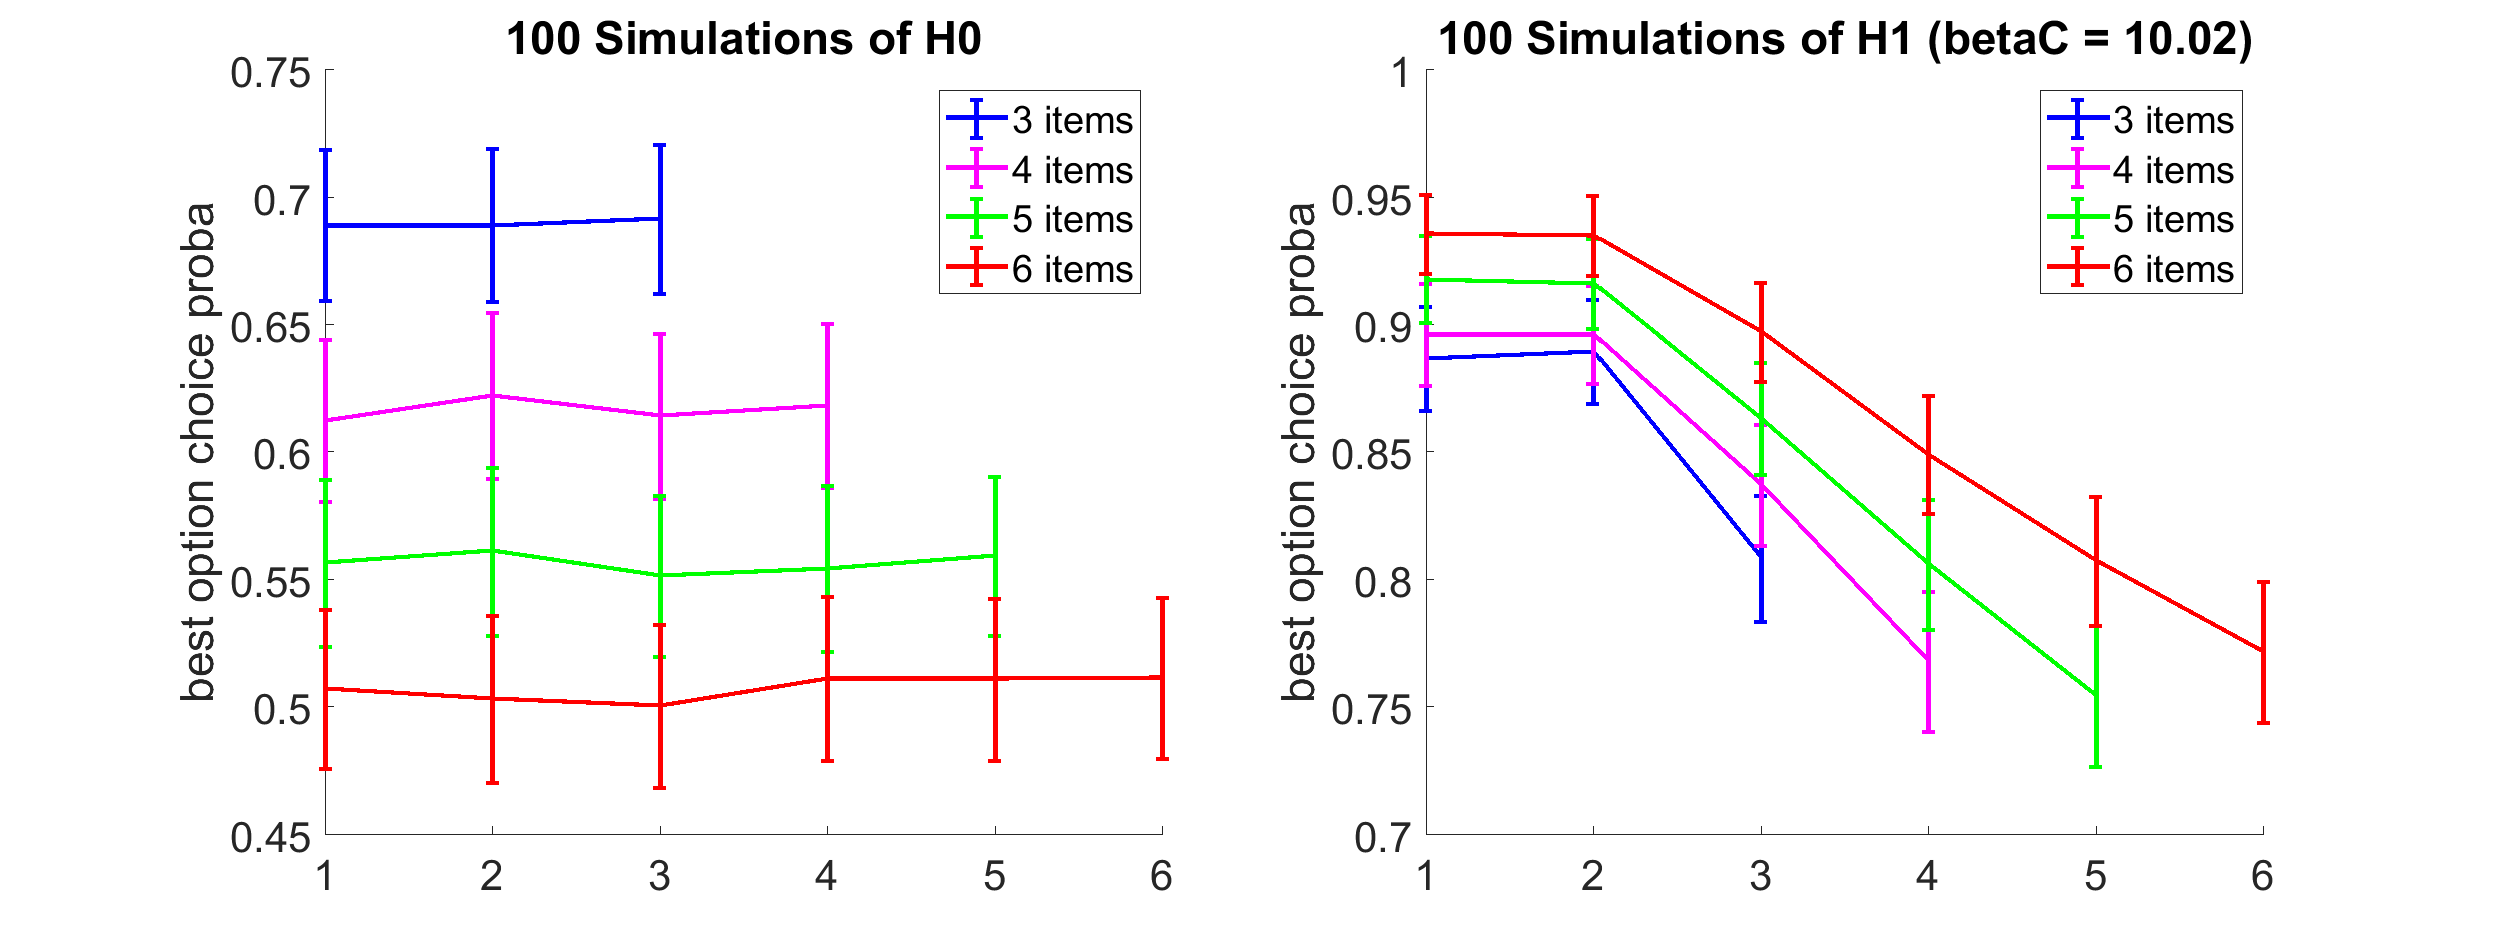 100 Simulations of H0
0.75
0.7
0.65
0.6
0.55
0.5
0.45
best option choice proba
1 2 3 4 5 6
3 items
4 items
5 items
6 items
100 Simulations of H1 (betaC = 10.02)
1
0.95
0.9
0.85
0.8
0.75
0.7
best option choice proba
1 2 3 4 5 6
3 items
4 items
5 items
6 items